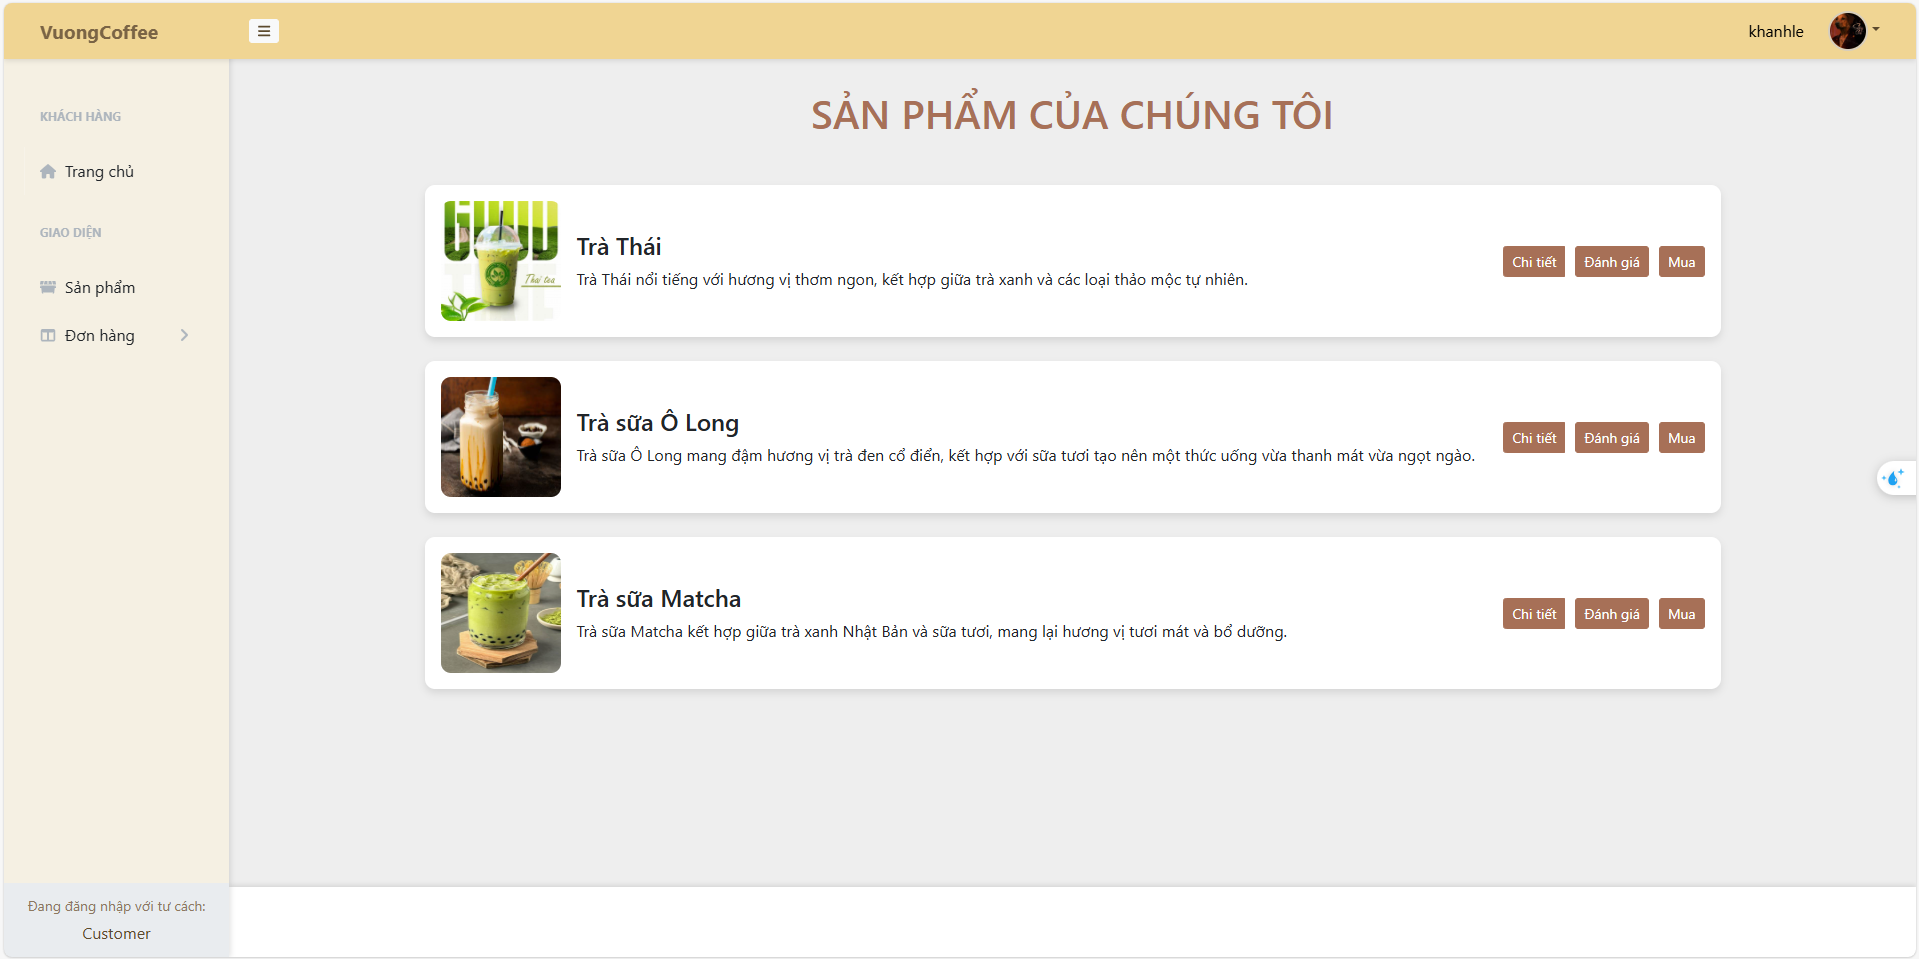 VuongCoffee
khanhle
KHÁCH HÀNG
Trang chủ
GIAO DIỆN
Sản phẩm
Đơn hàng
SẢN PHẨM CỦA CHÚNG TÔI
Thai tea
Trà Thái
Trà Thái nổi tiếng với hương vị thơm ngon, kết hợp giữa trà xanh và các loại thảo mộc tự nhiên.
Chi tiết Đánh giá Mua
Trà sữa Ô Long
Trà sữa Ô Long mang đậm hương vị trà đen cổ điển, kết hợp với sữa tươi tạo nên một thức uống vừa thanh mát vừa ngọt ngào.
Chi tiết Đánh giá Mua
Trà sữa Matcha
Trà sữa Matcha kết hợp giữa trà xanh Nhật Bản và sữa tươi, mang lại hương vị tươi mát và bổ dưỡng.
Chi tiết Đánh giá Mua
Đang đăng nhập với tư cách:
Customer